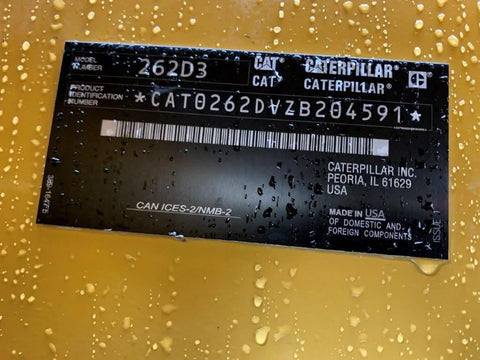 MODEL NUMBER 262D3
CAT® CATERPILLAR®
CAT® CATERPILLAR®
PRODUCT IDENTIFICATION NUMBER *CAT0262DVZB204591*
CATERPILLAR INC.
PEORIA, IL 61629
USA
CAN ICES-2/NMB-2
MADE IN USA
OF DOMESTIC AND
FOREIGN COMPONENTS
ISSUE 1